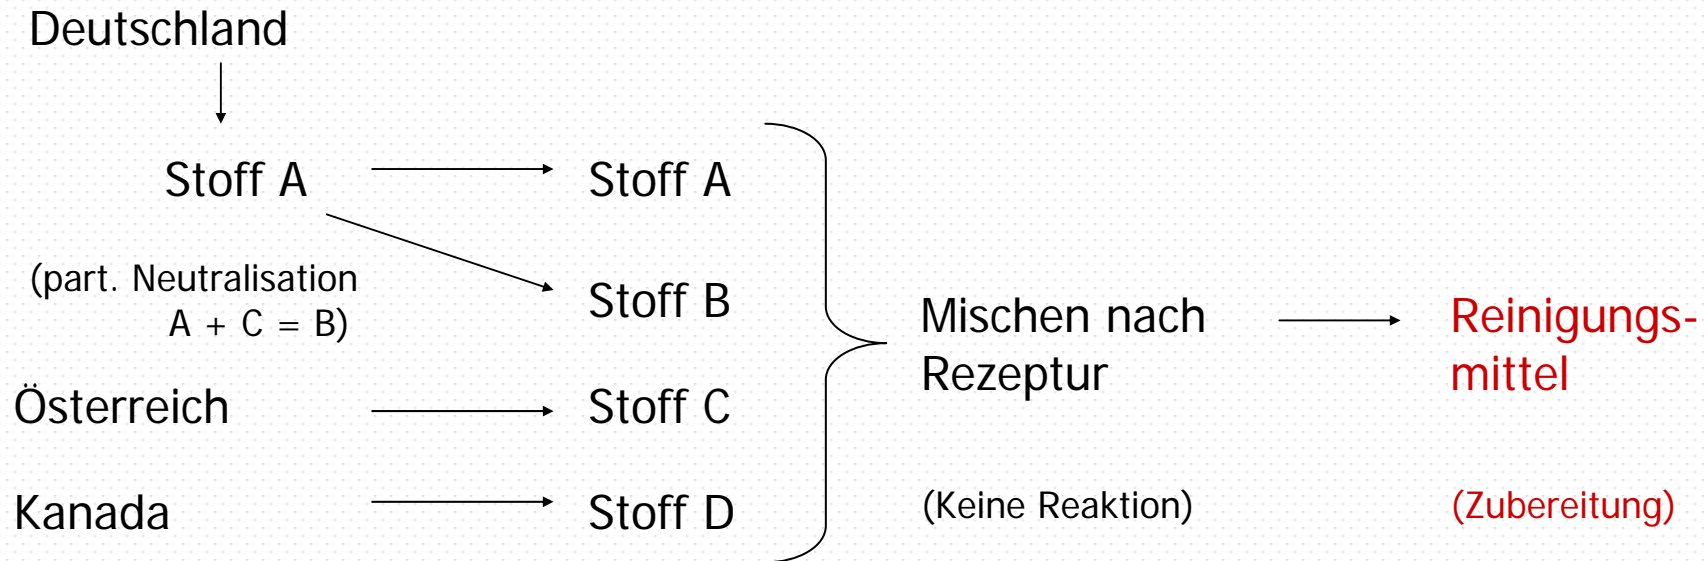 Deutschland
Stoff A
Stoff A
(part. Neutralisation
A + C = B)
Stoff B
Österreich
Stoff C
Kanada
Stoff D
Mischen nach
Rezeptur
(Keine Reaktion)
Reinigungs-
mittel
(Zubereitung)